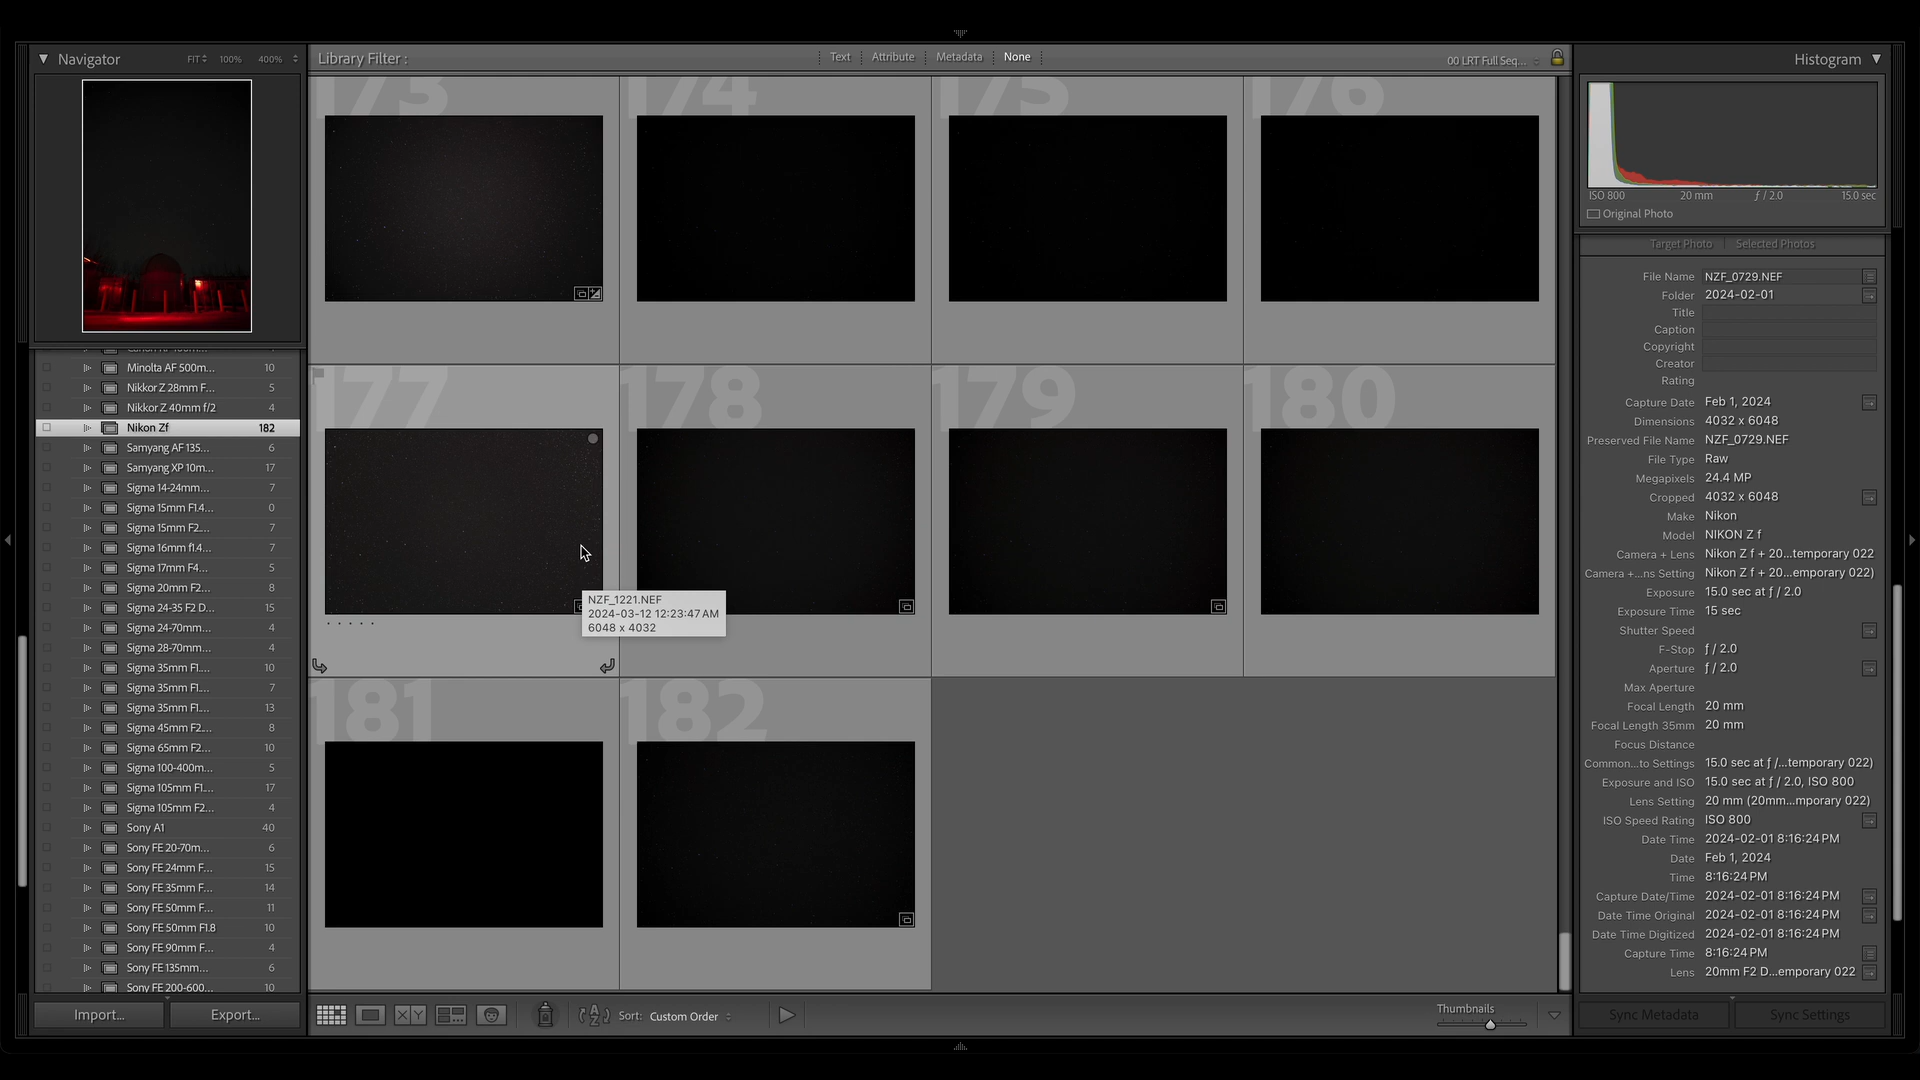 Navigator
FIT
100%
400%
Minolta AF 500m... 10
Nikkor Z 28mm F... 5
Nikkor Z 40mm f/2 4
Nikon Zf 182
Samyang AF 135... 6
Samyang XP 10m... 17
Sigma 14-24mm... 7
Sigma 15mm F1.4... 0
Sigma 15mm F2.... 7
Sigma 16mm f1.4... 7
Sigma 17mm F4... 5
Sigma 20mm F2... 8
Sigma 24-35 F2 D... 15
Sigma 24-70mm... 4
Sigma 28-70mm... 4
Sigma 35mm F1.... 10
Sigma 35mm F1.... 7
Sigma 35mm F1.... 13
Sigma 45mm F2... 8
Sigma 65mm F2... 10
Sigma 100-400m... 5
Sigma 105mm F1.... 17
Sigma 105mm F2... 4
Sony A1 40
Sony FE 20-70m... 6
Sony FE 24mm F... 15
Sony FE 35mm F... 14
Sony FE 50mm F... 11
Sony FE 50mm F1.8 10
Sony FE 90mm F... 4
Sony FE 135mm... 6
Sony FE 200-600... 10
Import...
Export...
Library Filter :
Text
Attribute
Metadata
None
00 LRT Full Seq...
173
174
175
176
177
178
179
180
NZF_1221.NEF
2024-03-12 12:23:47 AM
6048 x 4032
181
182
XY
Sort: Custom Order
Thumbnails
Histogram
ISO 800
20 mm
ƒ / 2.0
15.0 sec
Original Photo
Target Photo
Selected Photos
File Name NZF_0729.NEF
Folder 2024-02-01
Title
Caption
Copyright
Creator
Rating
Capture Date Feb 1, 2024
Dimensions 4032 x 6048
Preserved File Name NZF_0729.NEF
File Type Raw
Megapixels 24.4 MP
Cropped 4032 x 6048
Make Nikon
Model NIKON Z f
Camera + Lens Nikon Z f + 20...temporary 022
Camera +...ns Setting Nikon Z f + 20...emporary 022)
Exposure 15.0 sec at ƒ / 2.0
Exposure Time 15 sec
Shutter Speed
F-Stop ƒ / 2.0
Aperture ƒ / 2.0
Max Aperture
Focal Length 20 mm
Focal Length 35mm 20 mm
Focus Distance
Common...to Settings 15.0 sec at ƒ /...temporary 022)
Exposure and ISO 15.0 sec at ƒ / 2.0, ISO 800
Lens Setting 20 mm (20mm...mporary 022)
ISO Speed Rating ISO 800
Date Time 2024-02-01 8:16:24 PM
Date Feb 1, 2024
Time 8:16:24 PM
Capture Date/Time 2024-02-01 8:16:24 PM
Date Time Original 2024-02-01 8:16:24 PM
Date Time Digitized 2024-02-01 8:16:24 PM
Capture Time 8:16:24 PM
Lens 20mm F2 D...emporary 022
Sync Metadata
Sync Settings